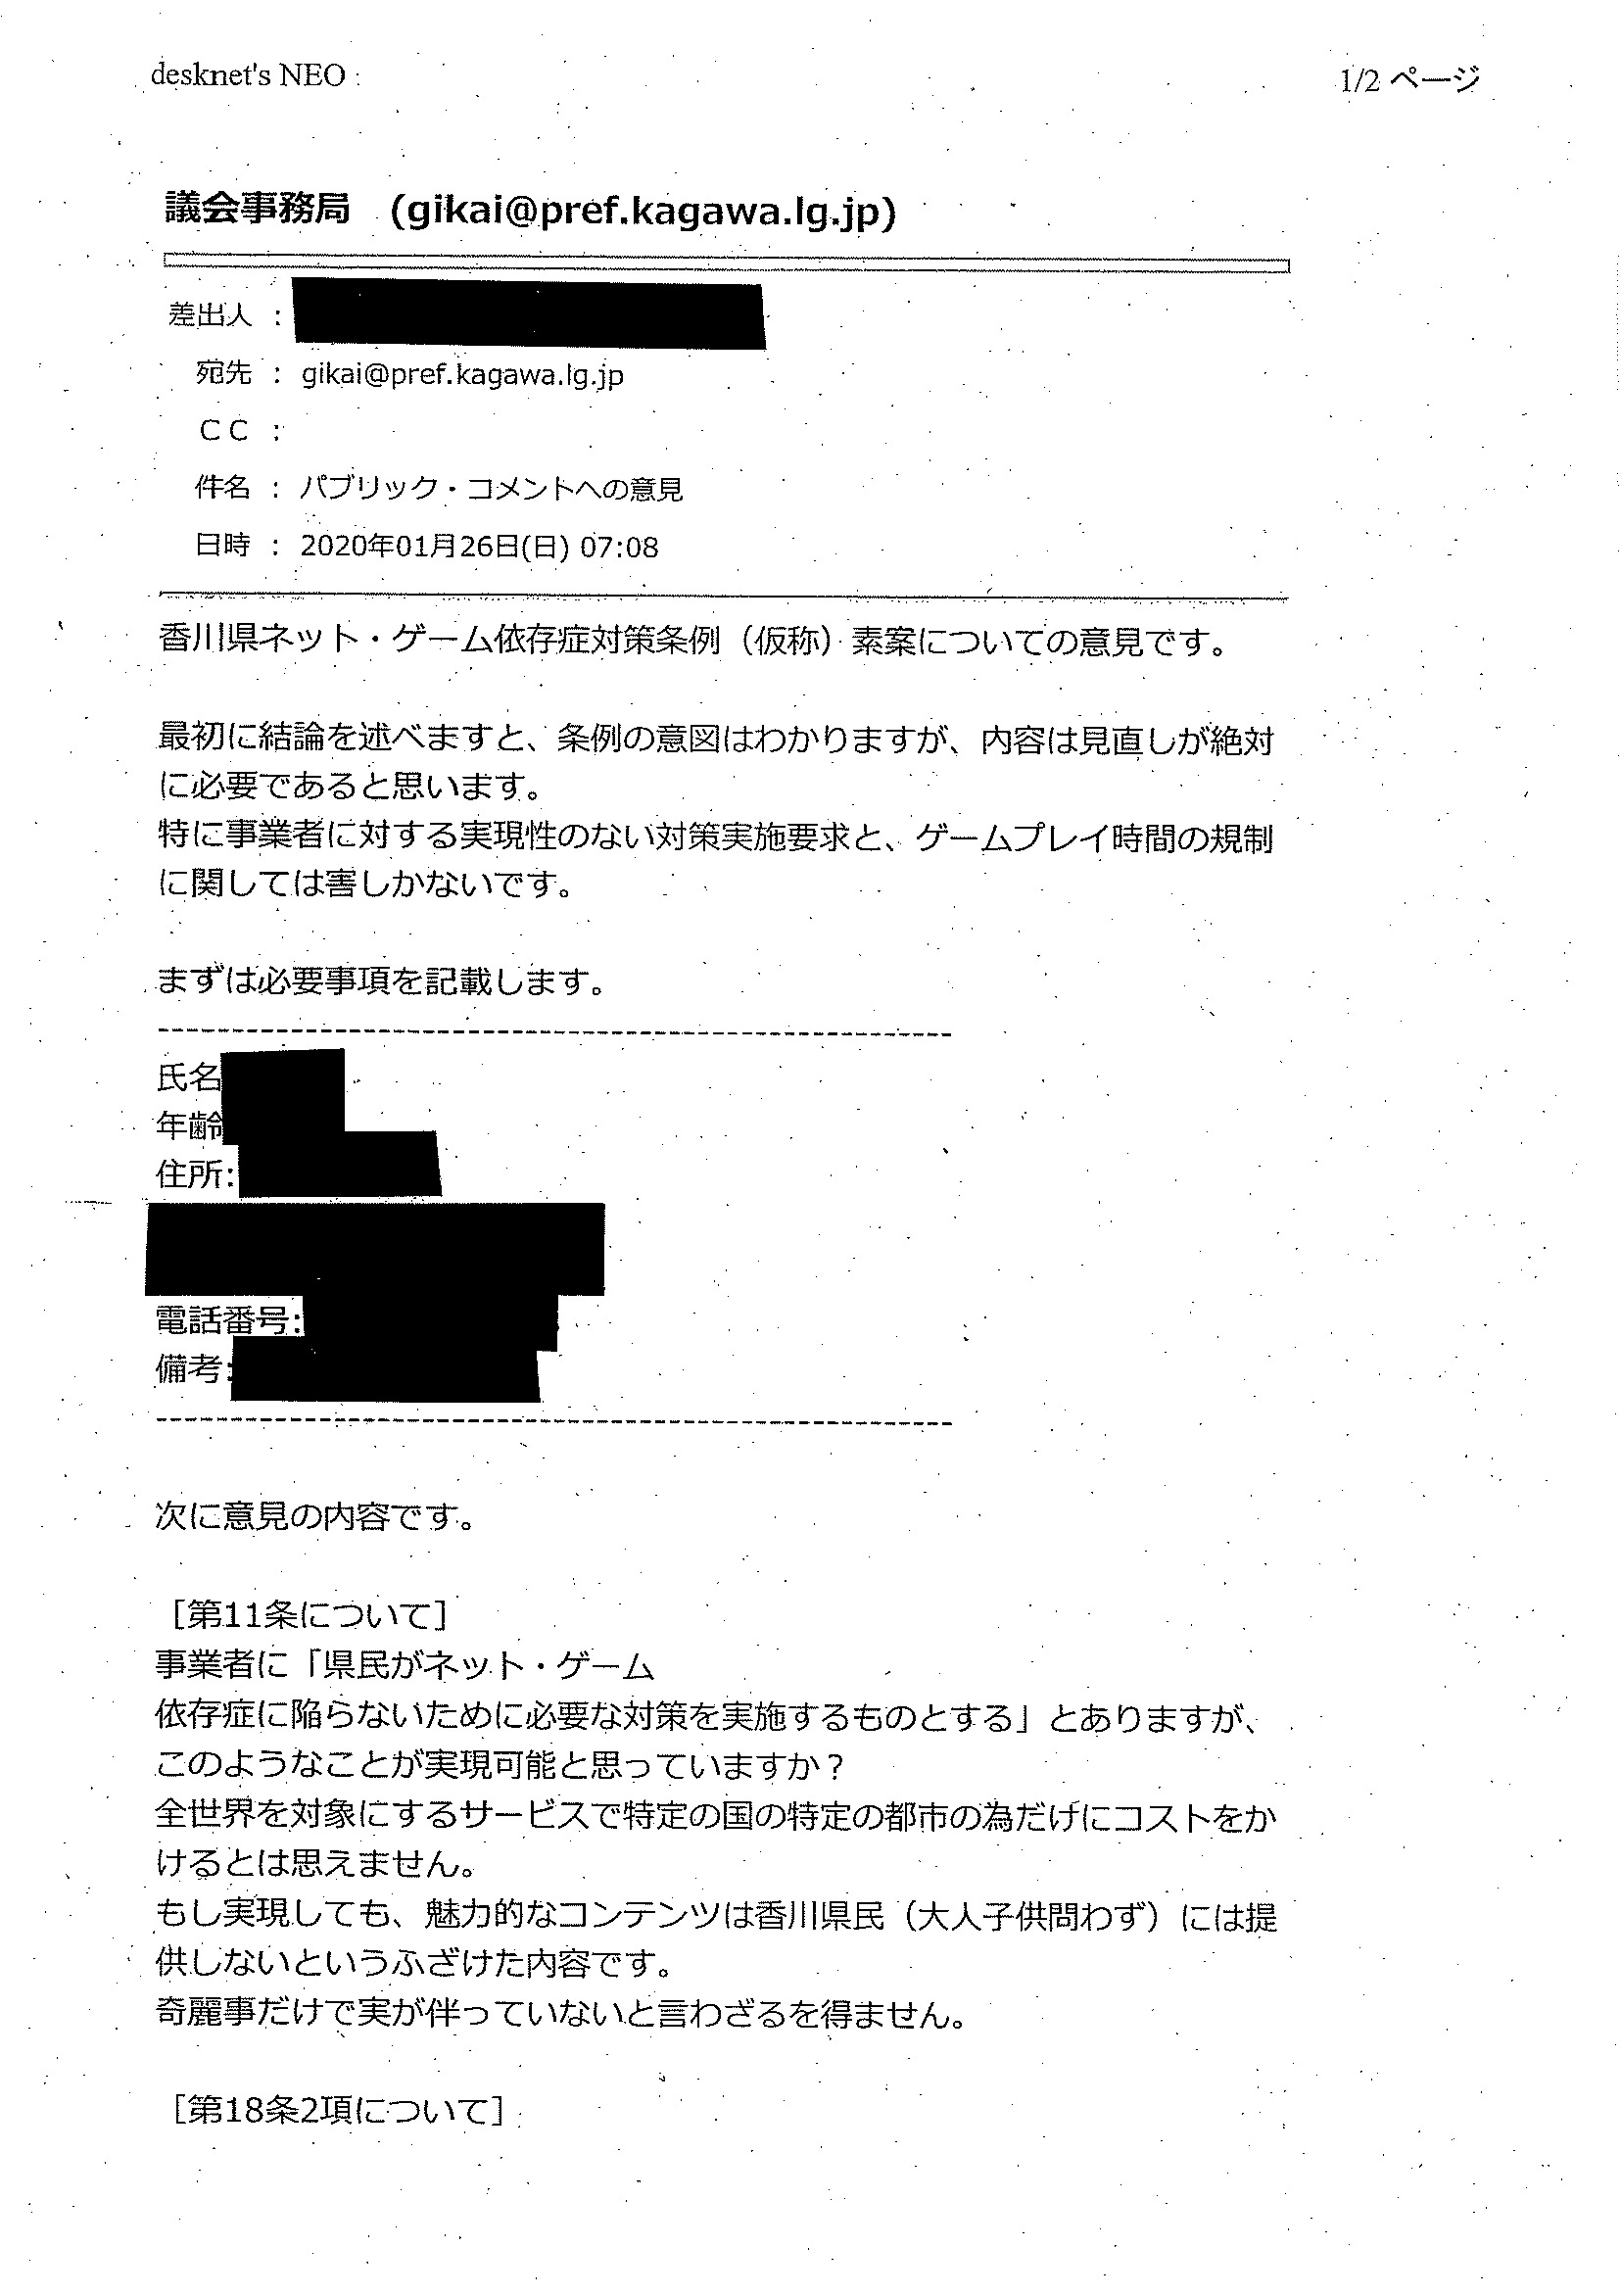 desknet's NEO :
1/2 ページ
議会事務局 (gikai@pref.kagawa.lg.jp)
差出人 :
宛先 : gikai@pref.kagawa.lg.jp
CC :
件名 : パブリック・コメントへの意見
日時 : 2020年01月26日(日) 07:08
香川県ネット・ゲーム依存症対策条例（仮称）素案についての意見です。
最初に結論を述べますと、条例の意図はわかりますが、内容は見直しが絶対
に必要であると思います。
特に事業者に対する実現性のない対策実施要求と、ゲームプレイ時間の規制
に関しては害しかないです。
まずは必要事項を記載します。
--------------------------------------------------------
氏名
年齢
住所:
電話番号:
備考:
--------------------------------------------------------
次に意見の内容です。
［第11条について］
事業者に「県民がネット・ゲーム
依存症に陥らないために必要な対策を実施するものとする」とありますが、
このようなことが実現可能と思っていますか？
全世界を対象にするサービスで特定の国の特定の都市の為だけにコストをか
けるとは思えません。
もし実現しても、魅力的なコンテンツは香川県民（大人子供問わず）には提
供しないというふざけた内容です。
奇麗事だけで実が伴っていないと言わざるを得ません。
［第18条2項について］